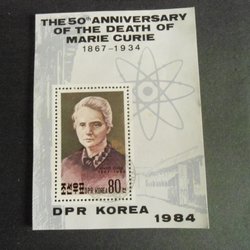 THE 50th ANNIVERSARY
OF THE DEATH OF
MARIE CURIE
1867-1934
조선우표
DPR KOREA 80
DPR KOREA 1984